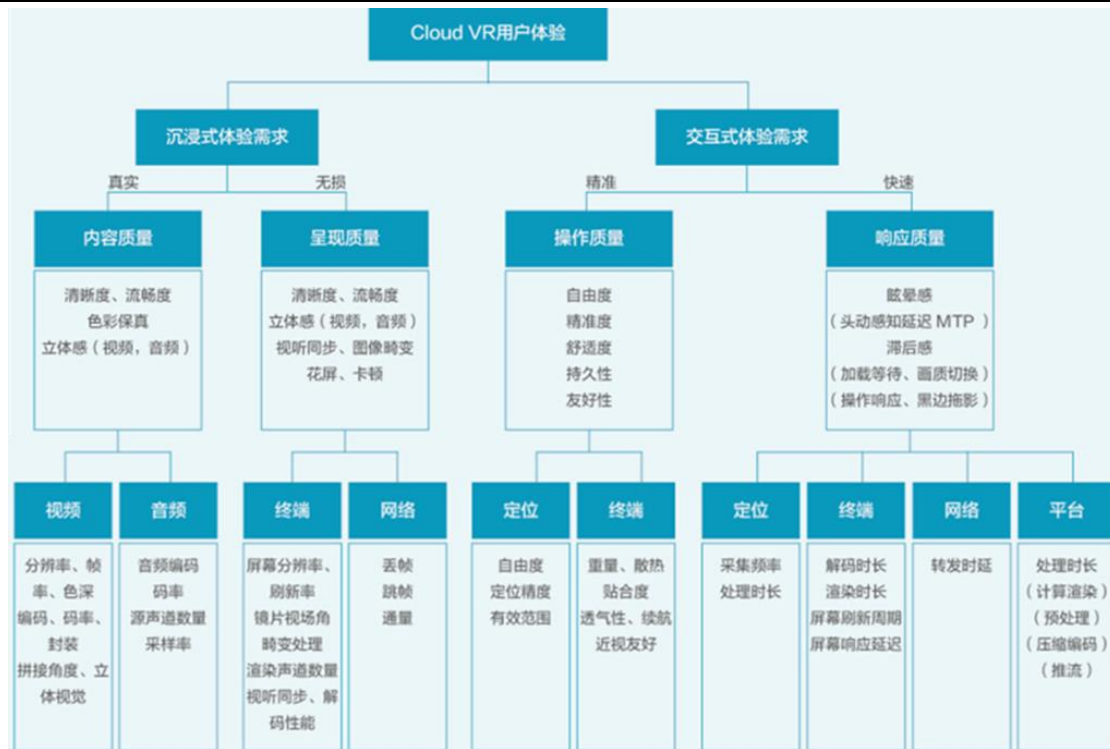 Cloud VR用户体验
沉浸式体验需求
交互式体验需求
真实
无损
精准
快速
内容质量
呈现质量
操作质量
响应质量
清晰度、流畅度
色彩保真
立体感（视频，音频）
清晰度、流畅度
立体感（视频，音频）
视听同步、图像畸变
花屏、卡顿
自由度
精准度
舒适度
持久性
友好性
眩晕感
（头动感知延迟 MTP ）
滞后感
（加载等待、画质切换）
（操作响应、黑边拖影）
视频
音频
终端
网络
定位
终端
定位
终端
网络
平台
分辨率、帧
率、色深
编码、码率、
封装
拼接角度、立
体视觉
音频编码
码率
源声道数量
采样率
屏幕分辨率、
刷新率
镜片视场角
畸变处理
渲染声道数量
视听同步、解
码性能
丢帧
跳帧
通量
自由度
定位精度
有效范围
重量、散热
贴合度
透气性、续航
近视友好
采集频率
处理时长
解码时长
渲染时长
屏幕刷新周期
屏幕响应延迟
转发时延
处理时长
（计算渲染）
（预处理）
（压缩编码）
（推流）